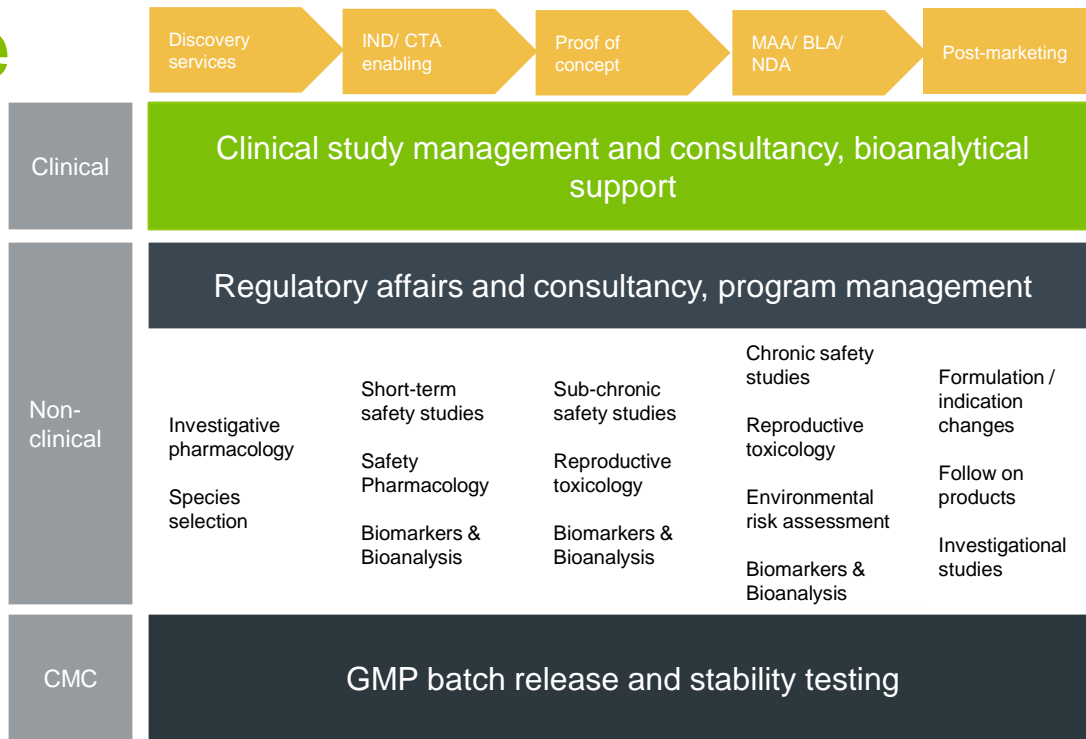 e
Discovery
services
IND/ CTA
enabling
Proof of
concept
MAA/ BLA/
NDA
Post-marketing
Clinical
Clinical study management and consultancy, bioanalytical
support
Non-
clinical
Regulatory affairs and consultancy, program management
Investigative
pharmacology
Species
selection
Short-term
safety studies
Safety
Pharmacology
Biomarkers &
Bioanalysis
Sub-chronic
safety studies
Reproductive
toxicology
Biomarkers &
Bioanalysis
Chronic safety
studies
Reproductive
toxicology
Environmental
risk assessment
Biomarkers &
Bioanalysis
Formulation /
indication
changes
Follow on
products
Investigational
studies
CMC
GMP batch release and stability testing